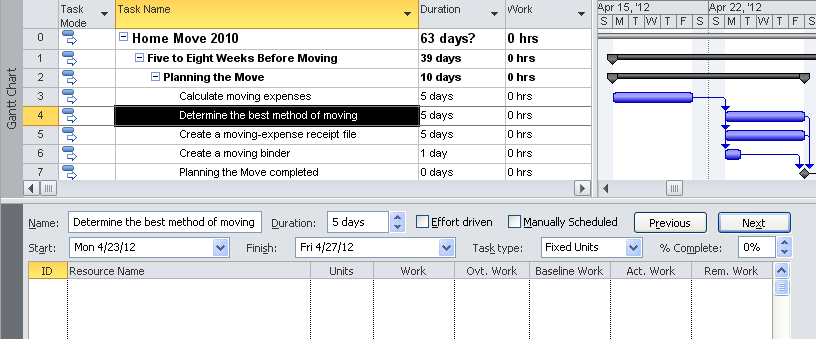 Task Mode Task Name Duration Work Apr 15, '12 Apr 22, '12
S M T W T F S S M T W T F S
0 Home Move 2010 63 days? 0 hrs
1 Five to Eight Weeks Before Moving 39 days 0 hrs
2 Planning the Move 10 days 0 hrs
3 Calculate moving expenses 5 days 0 hrs
4 Determine the best method of moving 5 days 0 hrs
5 Create a moving-expense receipt file 5 days 0 hrs
6 Create a moving binder 1 day 0 hrs
7 Planning the Move completed 0 days 0 hrs
Gantt Chart
Name: Determine the best method of moving Duration: 5 days Effort driven Manually Scheduled Previous Next
Start: Mon 4/23/12 Finish: Fri 4/27/12 Task type: Fixed Units % Complete: 0%
ID Resource Name Units Work Ovt. Work Baseline Work Act. Work Rem. Work